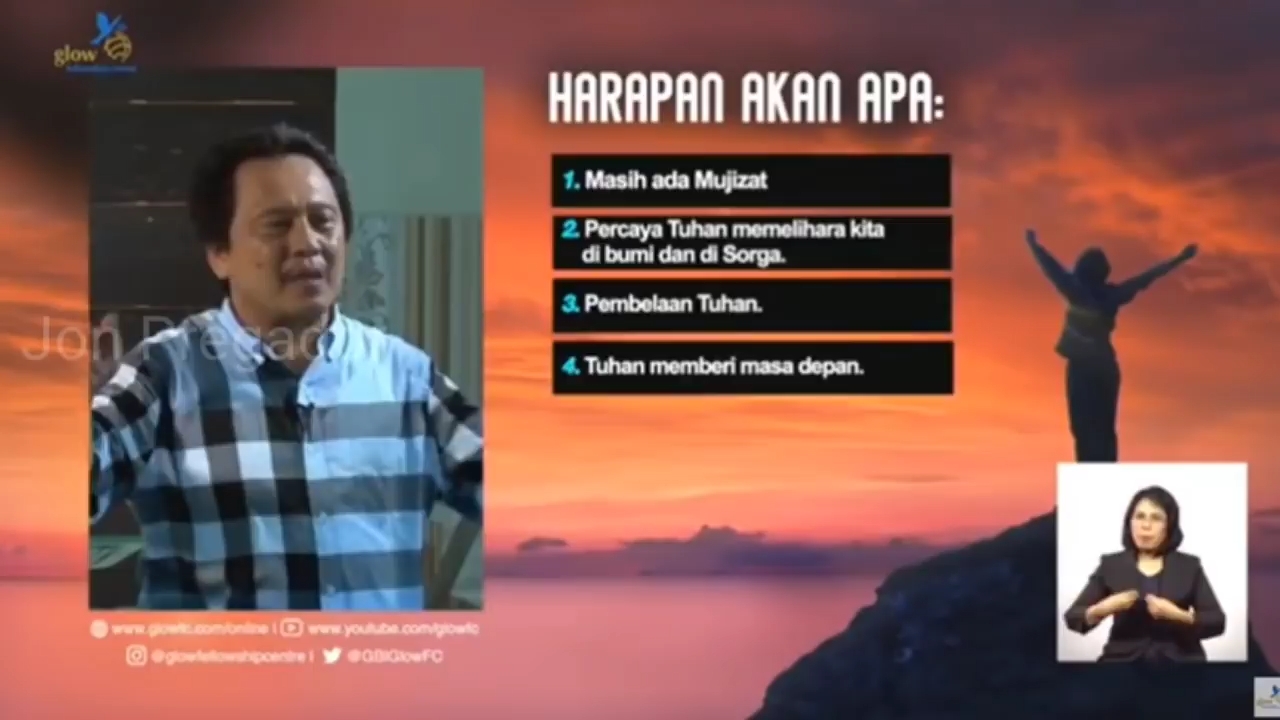 glow
HARAPAN AKAN APA:
1. Masih ada Mujizat
2. Percaya Tuhan memelihara kita
di bumi dan di Sorga.
3. Pembelaan Tuhan.
4. Tuhan memberi masa depan.
www.glowfc.com/online | www.youtube.com/glowfc
@glowfellowshipcentre | @GBIGlowFC